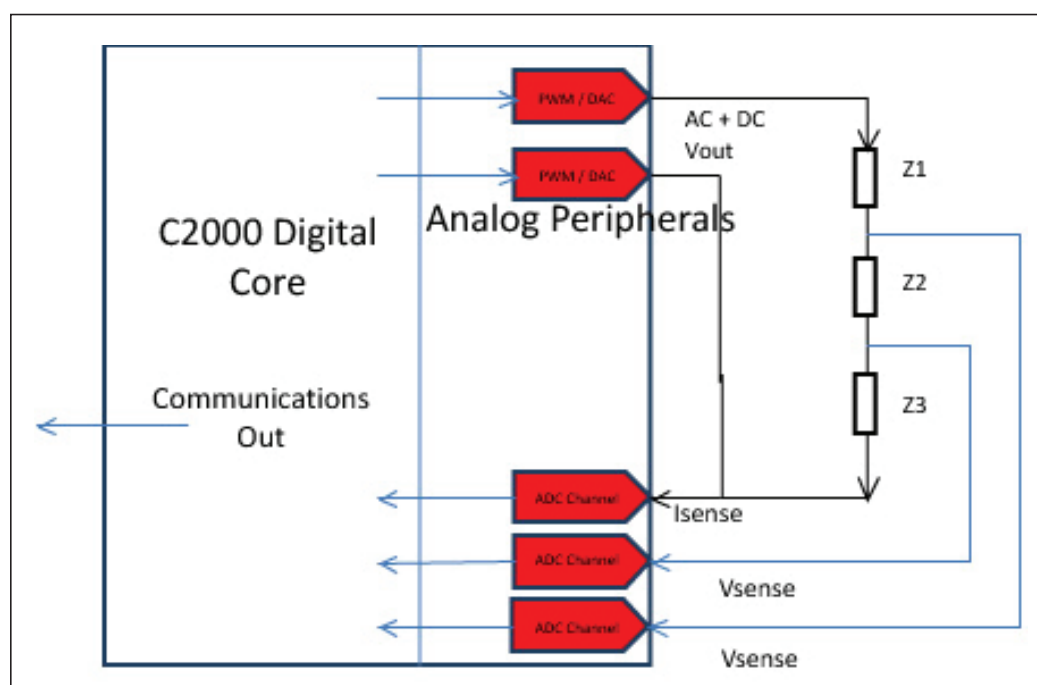 PWM / DAC
AC + DC
Vout
PWM / DAC
Z1
Analog Peripherals
C2000 Digital
Core
Z2
Communications
Out
Z3
ADC Channel
Isense
ADC Channel
Vsense
ADC Channel
Vsense